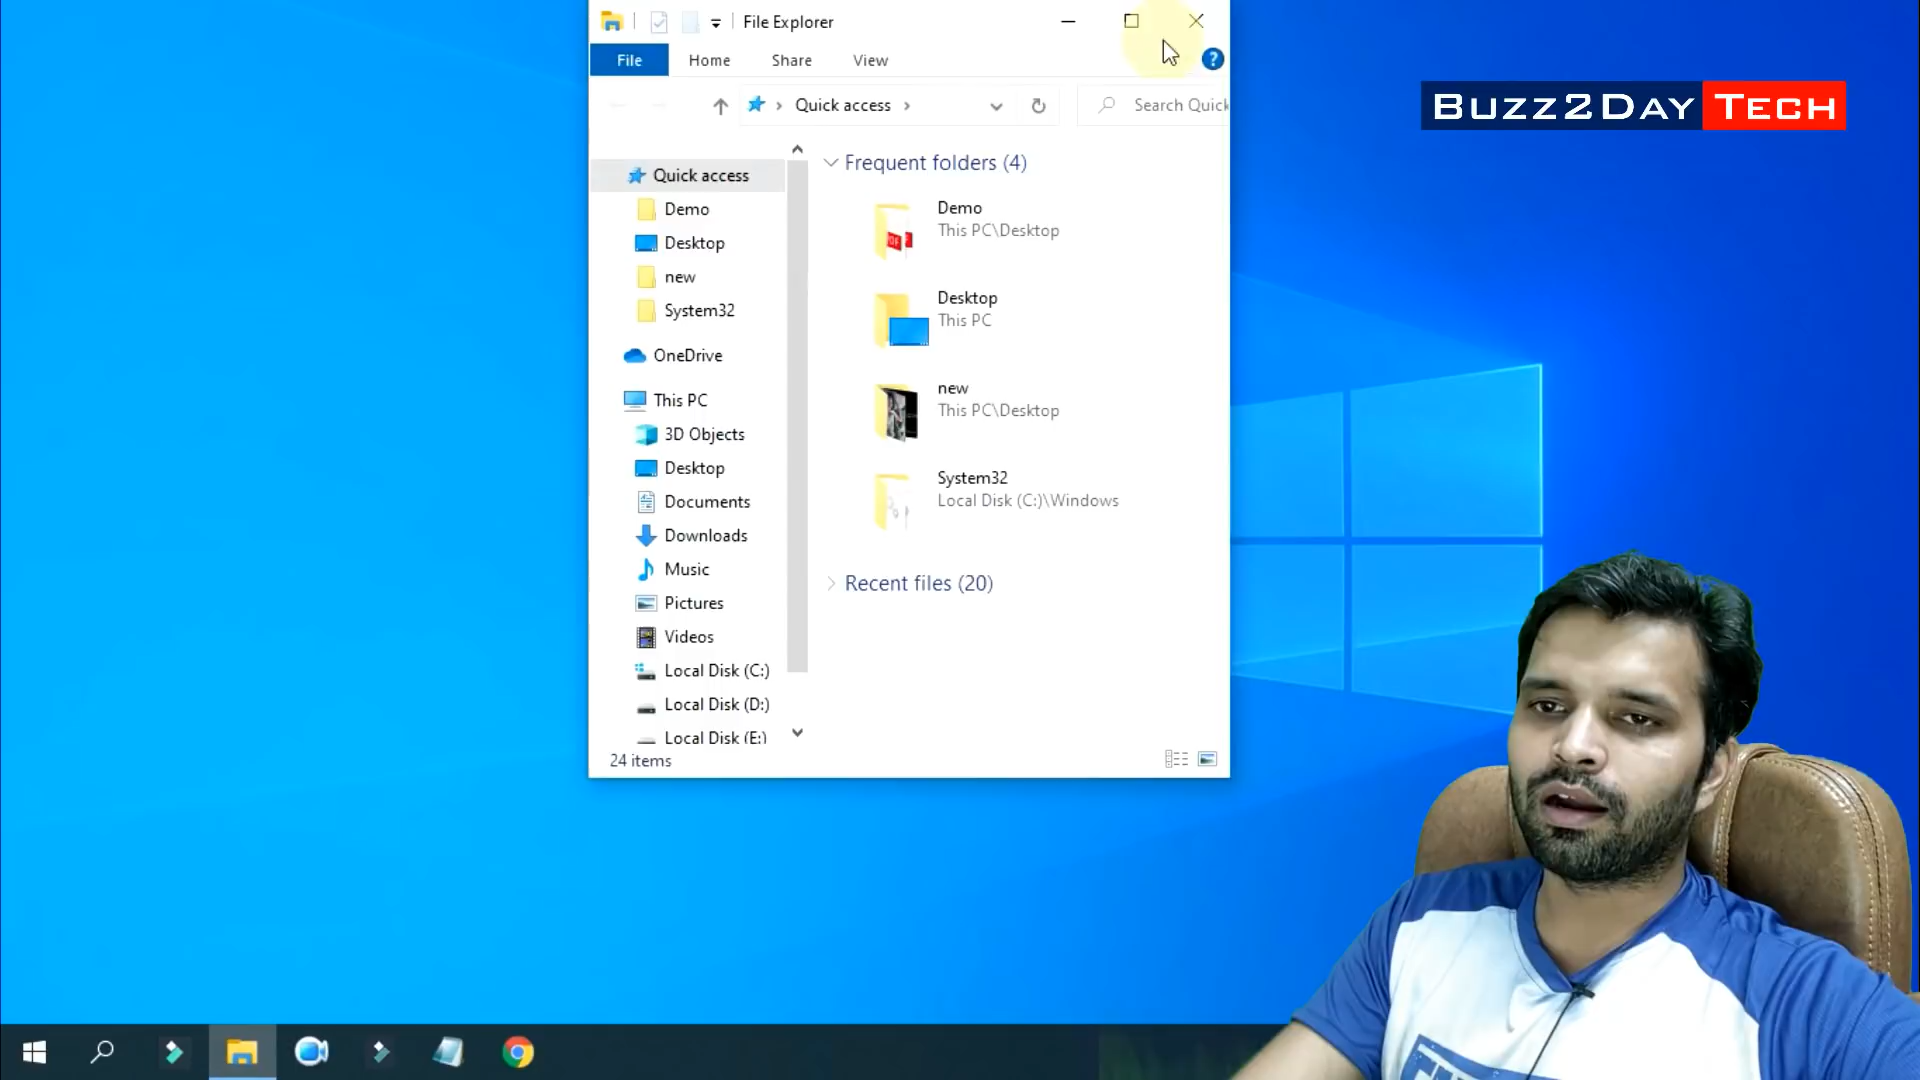 File Explorer
File Home Share View
Quick access
Search Quick
BUZZ2DAY TECH
Quick access
Demo
Desktop
new
System32
OneDrive
This PC
3D Objects
Desktop
Documents
Downloads
Music
Pictures
Videos
Local Disk (C:)
Local Disk (D:)
Local Disk (E:)
Frequent folders (4)
Demo
This PC\Desktop
Desktop
This PC
new
This PC\Desktop
System32
Local Disk (C:)\Windows
Recent files (20)
24 items